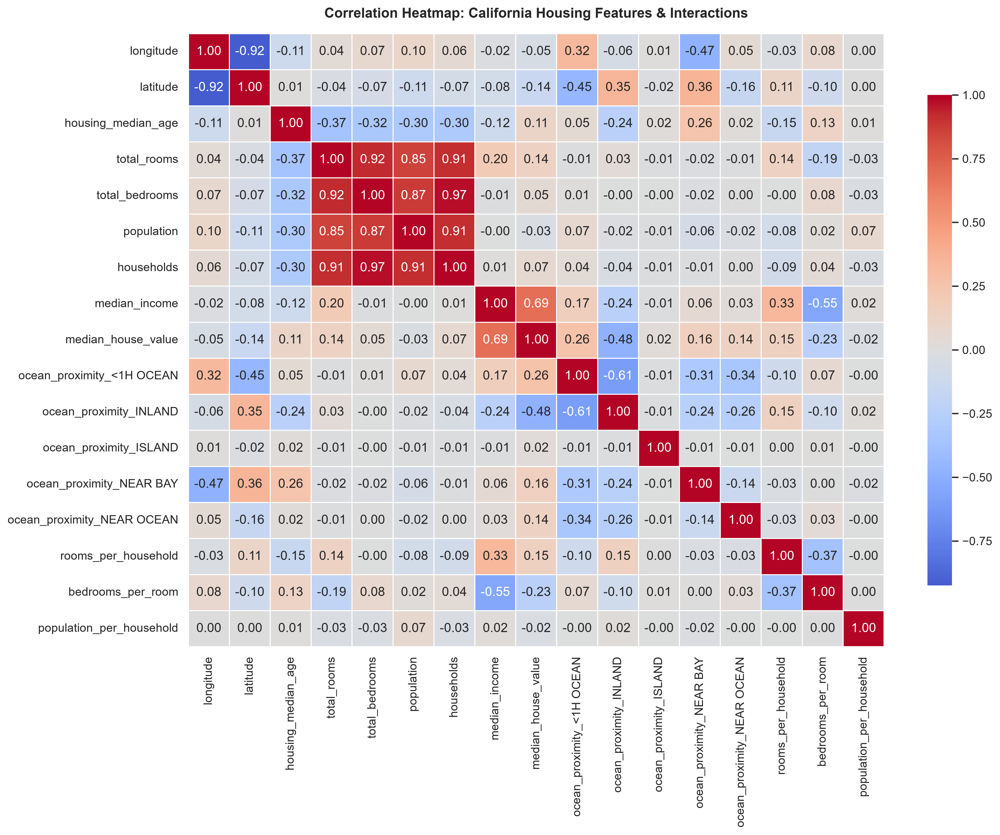 Correlation Heatmap: California Housing Features & Interactions
longitude 1.00 -0.92 -0.11 0.04 0.07 0.10 0.06 -0.02 -0.05 0.32 -0.06 0.01 -0.47 0.05 -0.03 0.08 0.00
latitude -0.92 1.00 0.01 -0.04 -0.07 -0.11 -0.07 -0.08 -0.14 -0.45 0.35 -0.02 0.36 -0.16 0.11 -0.10 0.00
housing_median_age -0.11 0.01 1.00 -0.37 -0.32 -0.30 -0.30 -0.12 0.11 0.05 -0.24 0.02 0.26 0.02 -0.15 0.13 0.01
total_rooms 0.04 -0.04 -0.37 1.00 0.92 0.85 0.91 0.20 0.14 -0.01 0.03 -0.01 -0.02 -0.01 0.14 -0.19 -0.03
total_bedrooms 0.07 -0.07 -0.32 0.92 1.00 0.87 0.97 -0.01 0.05 0.01 -0.00 -0.00 -0.02 0.00 -0.00 0.08 -0.03
population 0.10 -0.11 -0.30 0.85 0.87 1.00 0.91 -0.00 -0.03 0.07 -0.02 -0.01 -0.06 -0.02 -0.08 0.02 0.07
households 0.06 -0.07 -0.30 0.91 0.97 0.91 1.00 0.01 0.07 0.04 -0.04 -0.01 -0.01 0.00 -0.09 0.04 -0.03
median_income -0.02 -0.08 -0.12 0.20 -0.01 -0.00 0.01 1.00 0.69 0.17 -0.24 -0.01 0.06 0.03 0.33 -0.55 0.02
median_house_value -0.05 -0.14 0.11 0.14 0.05 -0.03 0.07 0.69 1.00 0.26 -0.48 0.02 0.16 0.14 0.15 -0.23 -0.02
ocean_proximity_<1H OCEAN 0.32 -0.45 0.05 -0.01 0.01 0.07 0.04 0.17 0.26 1.00 -0.61 -0.01 -0.31 -0.34 -0.10 0.07 -0.00
ocean_proximity_INLAND -0.06 0.35 -0.24 0.03 -0.00 -0.02 -0.04 -0.24 -0.48 -0.61 1.00 -0.01 -0.24 -0.26 0.15 -0.10 0.02
ocean_proximity_ISLAND 0.01 -0.02 0.02 -0.01 -0.00 -0.01 -0.01 -0.01 0.02 -0.01 -0.01 1.00 -0.01 -0.01 0.00 0.01 -0.00
ocean_proximity_NEAR BAY -0.47 0.36 0.26 -0.02 -0.02 -0.06 -0.01 0.06 0.16 -0.31 -0.24 -0.01 1.00 -0.14 -0.03 0.00 -0.02
ocean_proximity_NEAR OCEAN 0.05 -0.16 0.02 -0.01 0.00 -0.02 0.00 0.03 0.14 -0.34 -0.26 -0.01 -0.14 1.00 -0.03 0.03 -0.00
rooms_per_household -0.03 0.11 -0.15 0.14 -0.00 -0.08 -0.09 0.33 0.15 -0.10 0.15 0.00 -0.03 -0.03 1.00 -0.37 -0.00
bedrooms_per_room 0.08 -0.10 0.13 -0.19 0.08 0.02 0.04 -0.55 -0.23 0.07 -0.10 0.01 0.00 0.03 -0.37 1.00 0.00
population_per_household 0.00 0.00 0.01 -0.03 -0.03 0.07 -0.03 0.02 -0.02 -0.00 0.02 -0.00 -0.02 -0.00 -0.00 0.00 1.00
longitude
latitude
housing_median_age
total_rooms
total_bedrooms
population
households
median_income
median_house_value
ocean_proximity_<1H OCEAN
ocean_proximity_INLAND
ocean_proximity_ISLAND
ocean_proximity_NEAR BAY
ocean_proximity_NEAR OCEAN
rooms_per_household
bedrooms_per_room
population_per_household
1.00
0.75
0.50
0.25
0.00
−0.25
−0.50
−0.75